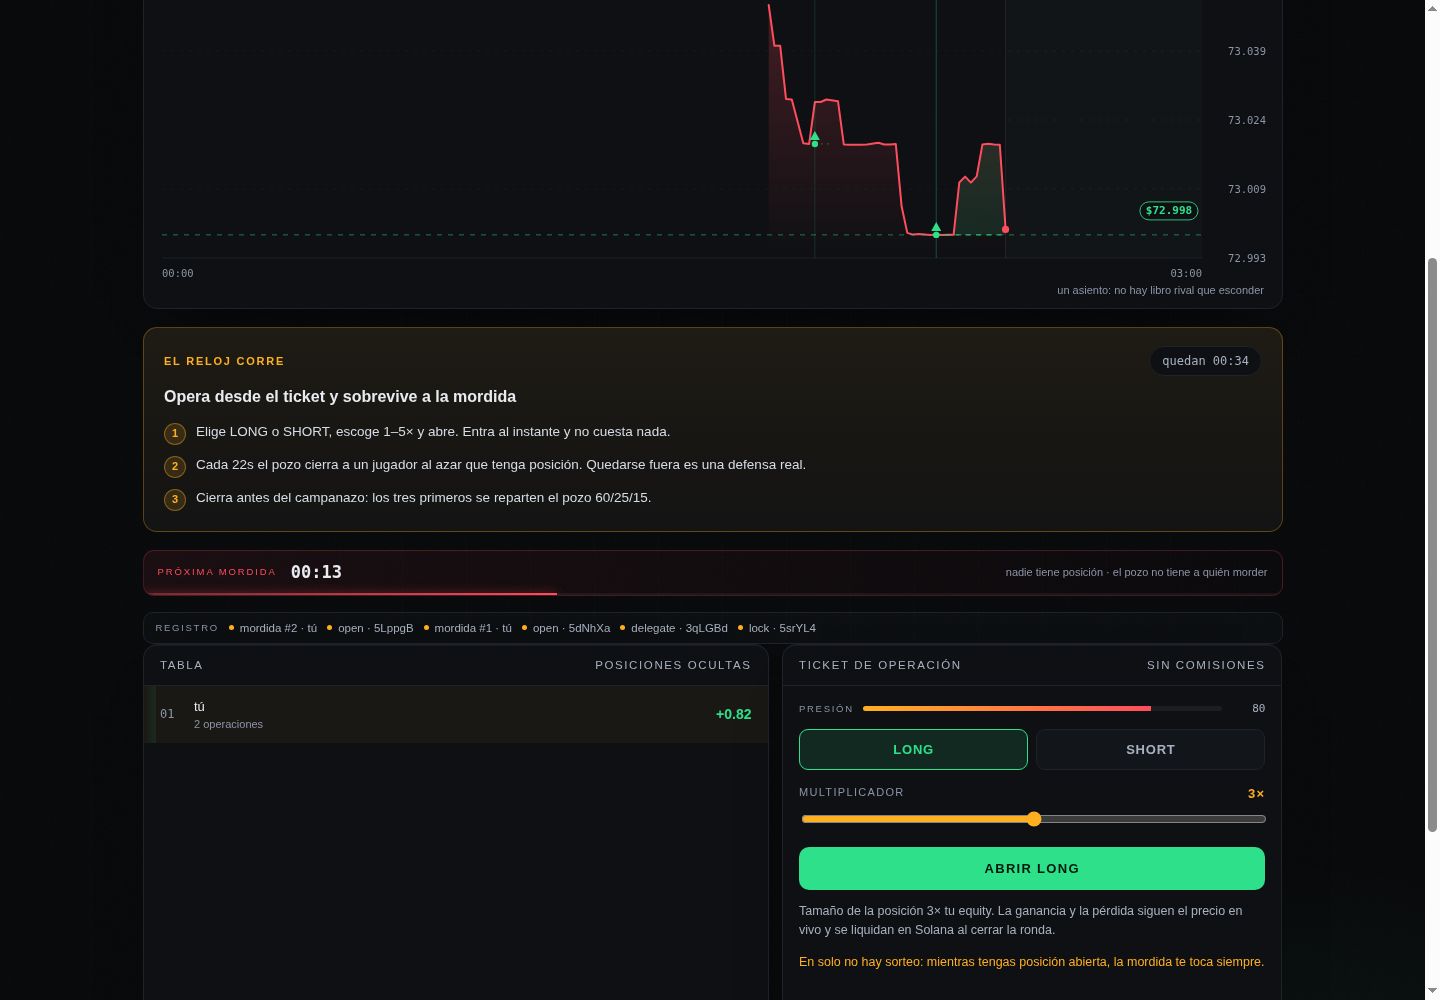 73.039
73.024
73.009
$72.998
72.993
00:00
03:00
un asiento: no hay libro rival que esconder
EL RELOJ CORRE
quedan 00:34
Opera desde el ticket y sobrevive a la mordida
1 Elige LONG o SHORT, escoge 1–5× y abre. Entra al instante y no cuesta nada.
2 Cada 22s el pozo cierra a un jugador al azar que tenga posición. Quedarse fuera es una defensa real.
3 Cierra antes del campanazo: los tres primeros se reparten el pozo 60/25/15.
PRÓXIMA MORDIDA 00:13
nadie tiene posición · el pozo no tiene a quién morder
REGISTRO mordida #2 · tú open · 5LppgB mordida #1 · tú open · 5dNhXa delegate · 3qLGBd lock · 5srYL4
TABLA
POSICIONES OCULTAS
01 tú +0.82
2 operaciones
TICKET DE OPERACIÓN
SIN COMISIONES
PRESIÓN 80
LONG
SHORT
MULTIPLICADOR 3×
ABRIR LONG
Tamaño de la posición 3× tu equity. La ganancia y la pérdida siguen el precio en
vivo y se liquidan en Solana al cerrar la ronda.
En solo no hay sorteo: mientras tengas posición abierta, la mordida te toca siempre.